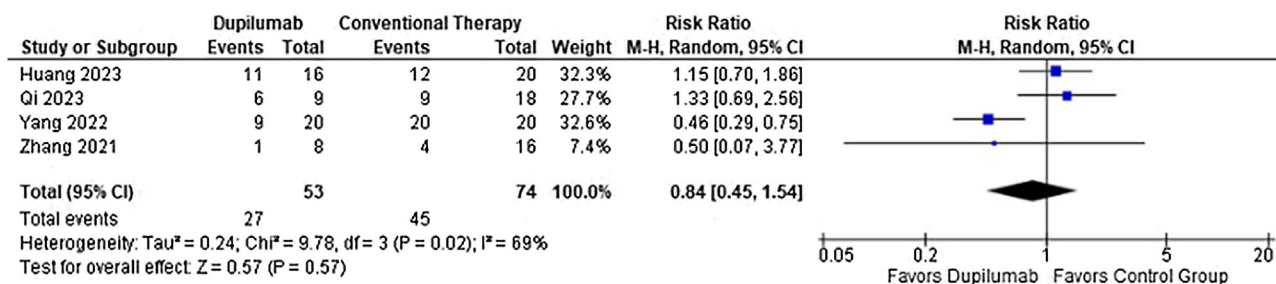 Dupilumab Conventional Therapy Risk Ratio Risk Ratio
Study or Subgroup Events Total Events Total Weight M-H, Random, 95% CI M-H, Random, 95% CI
Huang 2023 11 16 12 20 32.3% 1.15 [0.70, 1.86]
Qi 2023 6 9 9 18 27.7% 1.33 [0.69, 2.56]
Yang 2022 9 20 20 20 32.6% 0.46 [0.29, 0.75]
Zhang 2021 1 8 4 16 7.4% 0.50 [0.07, 3.77]
Total (95% CI) 53 74 100.0% 0.84 [0.45, 1.54]
Total events 27 45
Heterogeneity: Tau² = 0.24; Chi² = 9.78, df = 3 (P = 0.02); I² = 69%
Test for overall effect: Z = 0.57 (P = 0.57)
0.05 0.2 1 5 20
Favors Dupilumab Favors Control Group